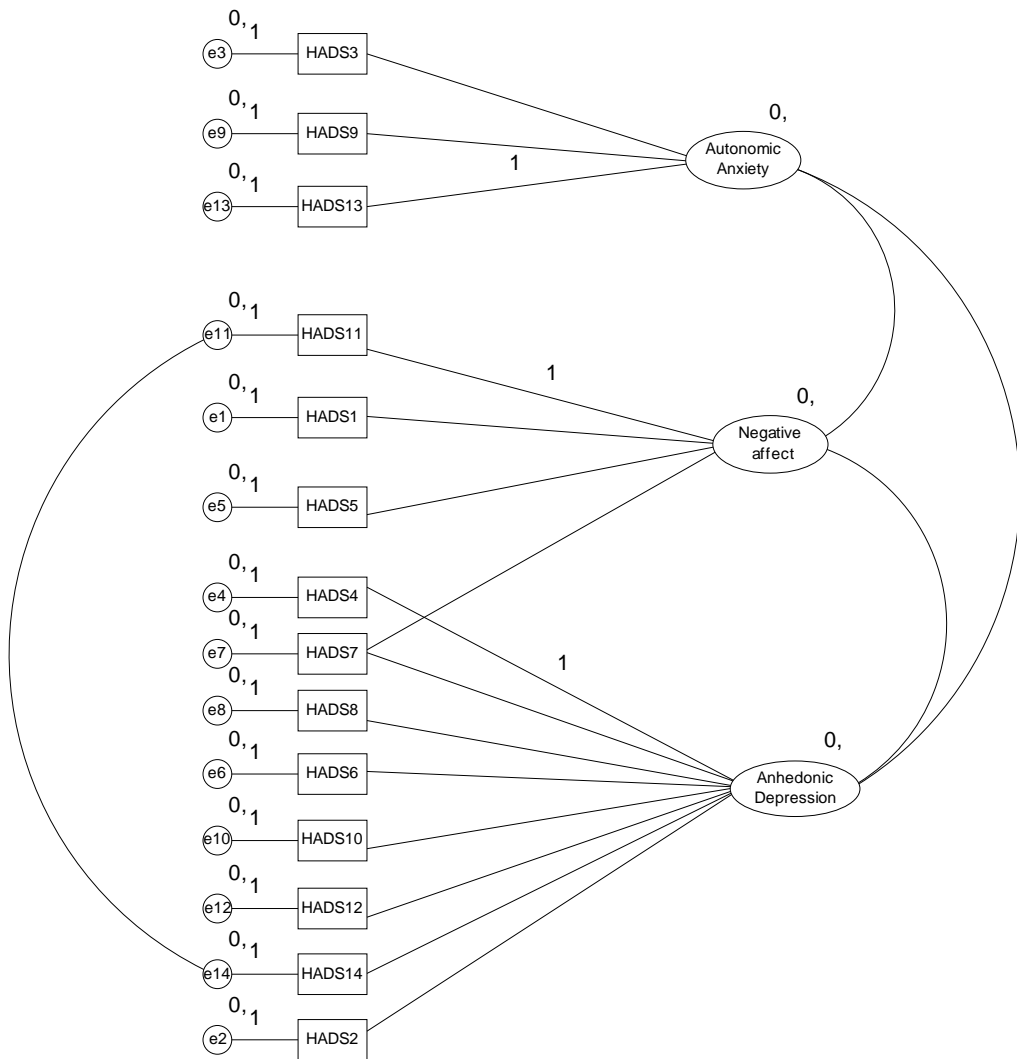 0, 1
e3 HADS3
0, 1
e9 HADS9
0,
Autonomic
Anxiety
1
0, 1
e13 HADS13
0, 1
e11 HADS11
1
0, 1
e1 HADS1
0,
Negative
affect
0, 1
e5 HADS5
0, 1
e4 HADS4
0, 1
e7 HADS7
1
0, 1
e8 HADS8
0, 1
e6 HADS6
0,
Anhedonic
Depression
0, 1
e10 HADS10
0, 1
e12 HADS12
0, 1
e14 HADS14
0, 1
e2 HADS2